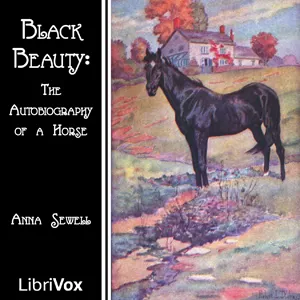 Black
Beauty:
The
Autobiography
of a Horse
Anna Sewell
LibriVox